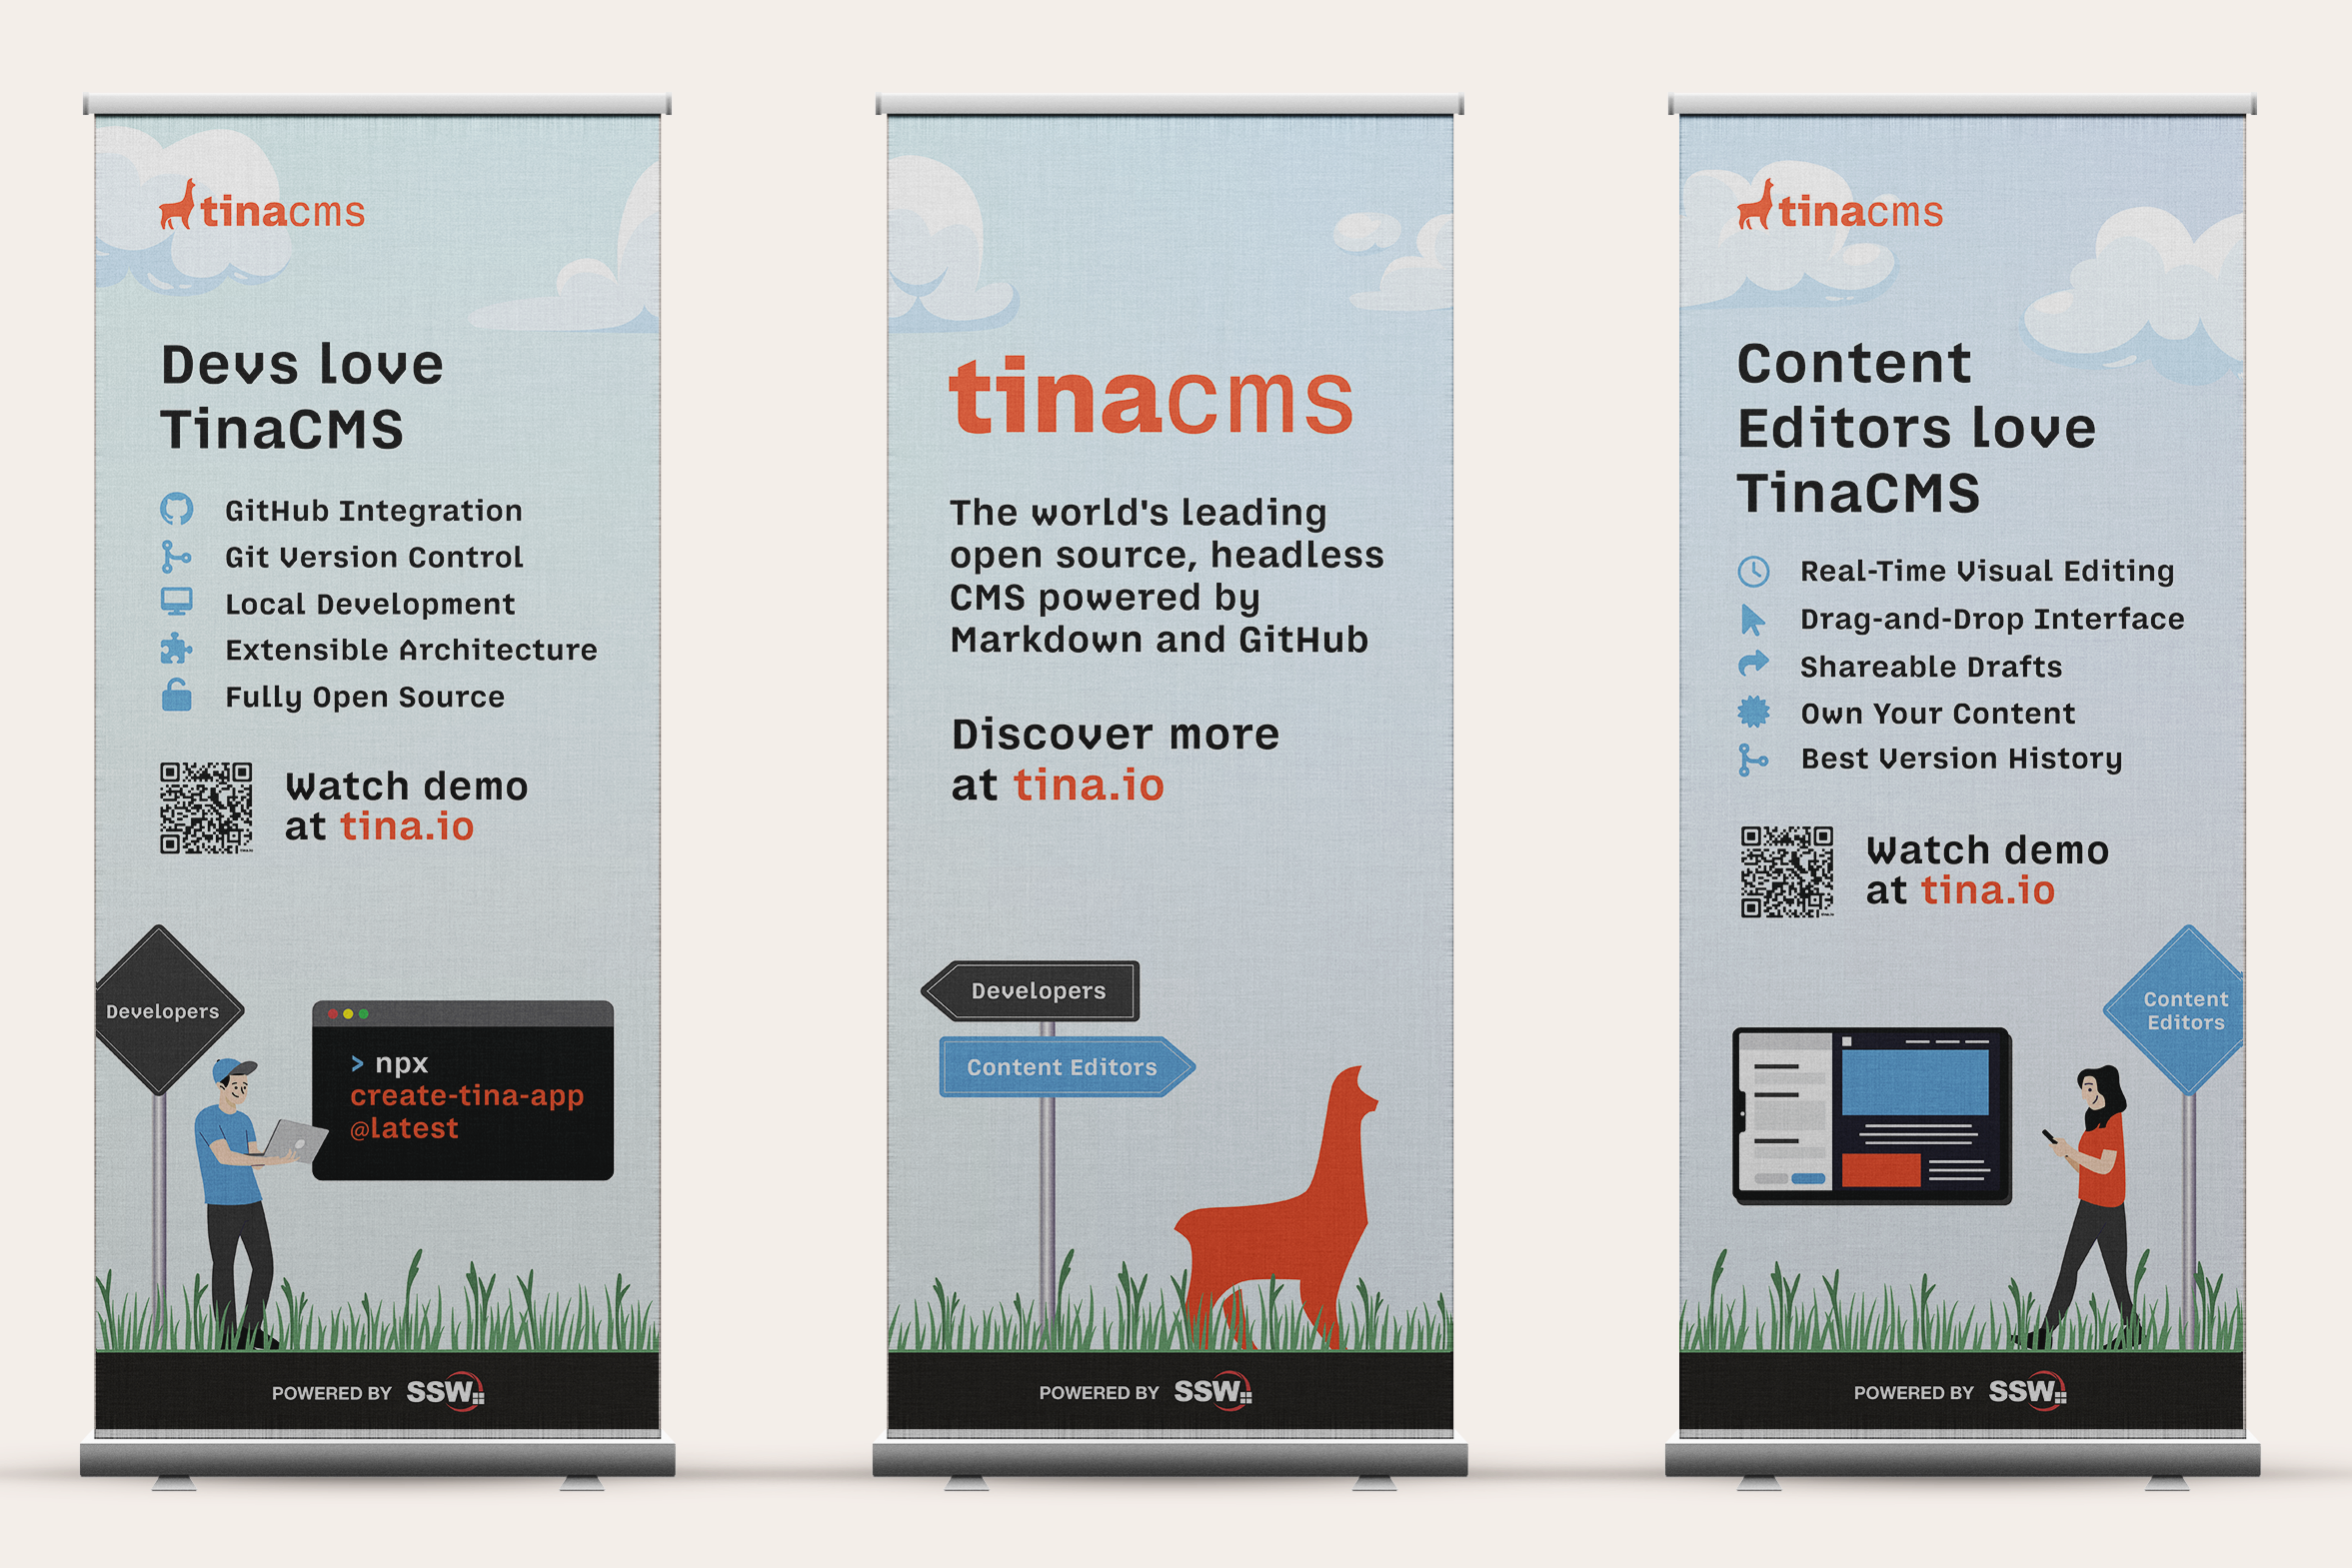 tinacms
Devs love
TinaCMS
GitHub Integration
Git Version Control
Local Development
Extensible Architecture
Fully Open Source
Watch demo
at tina.io
Developers
> npx
create-tina-app
@latest
POWERED BY SSW
tinacms
The world's leading
open source, headless
CMS powered by
Markdown and GitHub
Discover more
at tina.io
Developers
Content Editors
POWERED BY SSW
tinacms
Content
Editors love
TinaCMS
Real-Time Visual Editing
Drag-and-Drop Interface
Shareable Drafts
Own Your Content
Best Version History
Watch demo
at tina.io
Content
Editors
POWERED BY SSW